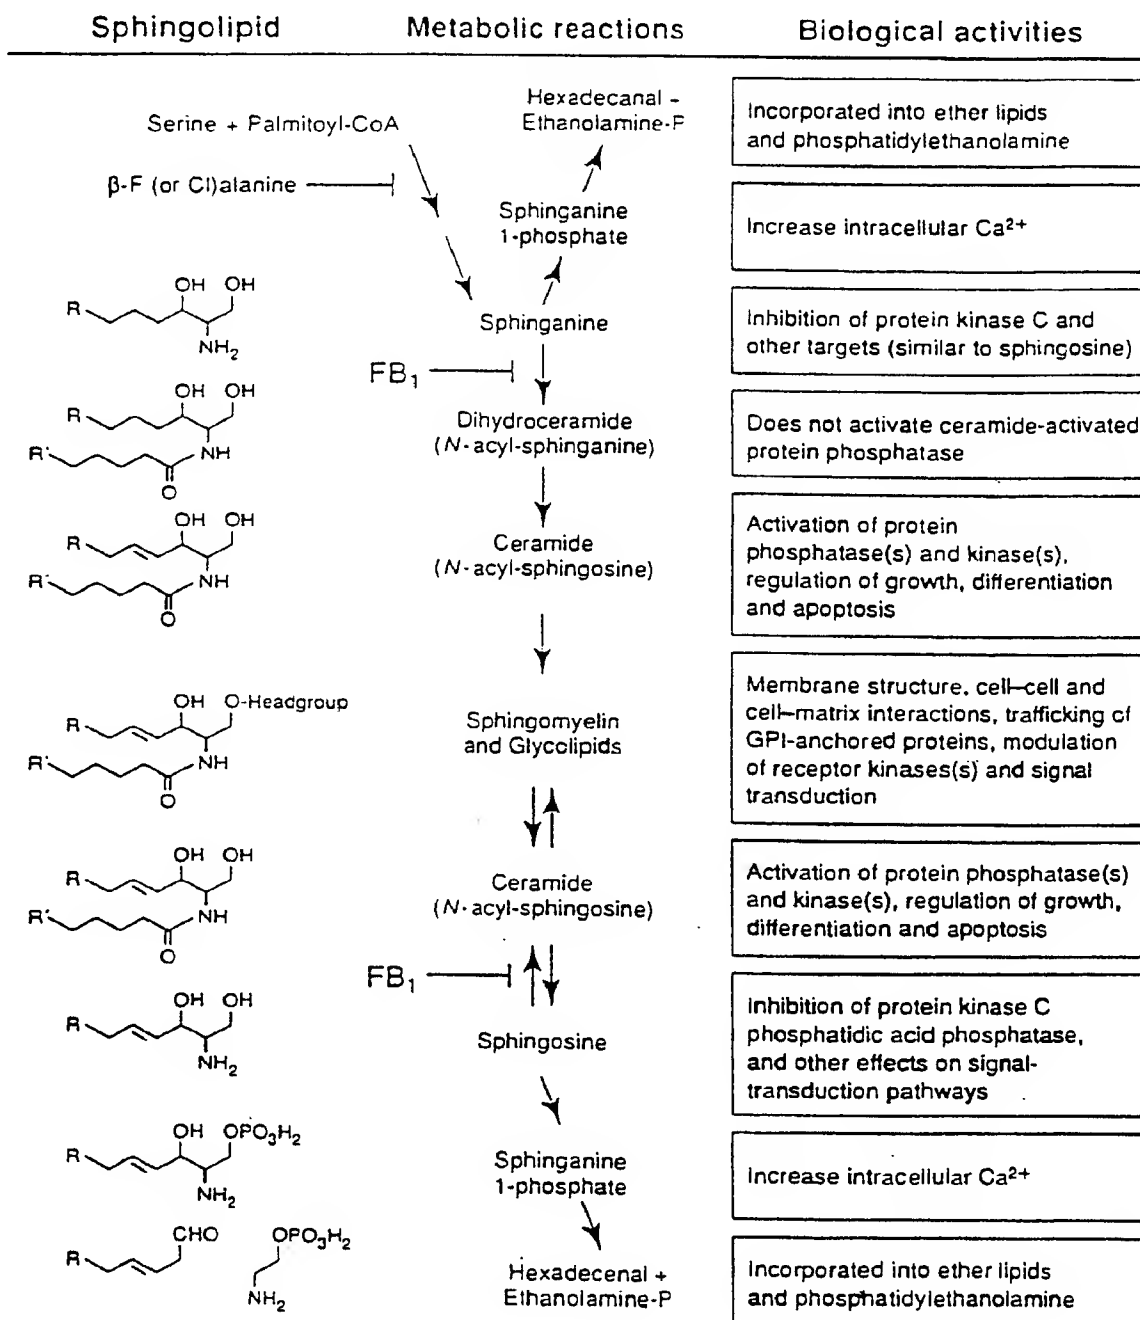 Sphingolipid
Metabolic reactions
Biological activities
Serine + Palmitoyl-CoA
Hexadecanal -
Ethanolamine-P
Incorporated into ether lipids
and phosphatidylethanolamine
β-F (or Cl)alanine
Sphinganine
1-phosphate
Increase intracellular Ca²⁺
OH OH
R
NH₂
Sphinganine
Inhibition of protein kinase C and
other targets (similar to sphingosine)
FB₁
OH OH
R
NH
R'
O
Dihydroceramide
(N-acyl-sphinganine)
Does not activate ceramide-activated
protein phosphatase
OH OH
R
NH
R'
O
Ceramide
(N-acyl-sphingosine)
Activation of protein
phosphatase(s) and kinase(s),
regulation of growth, differentiation
and apoptosis
OH O-Headgroup
R
NH
R'
O
Sphingomyelin
and Glycolipids
Membrane structure, cell–cell and
cell–matrix interactions, trafficking of
GPI-anchored proteins, modulation
of receptor kinases(s) and signal
transduction
OH OH
R
NH
R'
O
Ceramide
(N-acyl-sphingosine)
Activation of protein phosphatase(s)
and kinase(s), regulation of growth,
differentiation and apoptosis
FB₁
OH OH
R
NH₂
Sphingosine
Inhibition of protein kinase C
phosphatidic acid phosphatase,
and other effects on signal-
transduction pathways
OH OPO₃H₂
R
NH₂
Sphinganine
1-phosphate
Increase intracellular Ca²⁺
CHO OPO₃H₂
R
NH₂
Hexadecenal +
Ethanolamine-P
Incorporated into ether lipids
and phosphatidylethanolamine